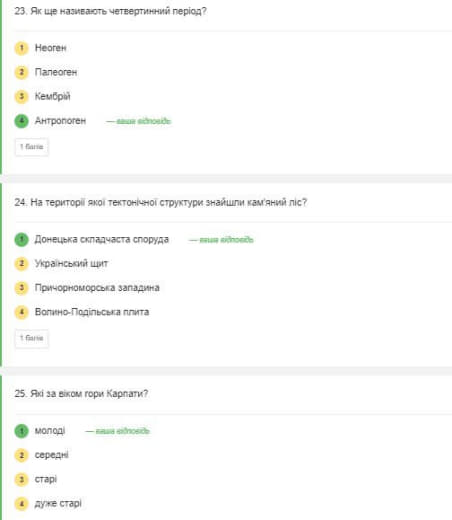 23. Як ще називають четвертинний період?
1 Неоген
2 Палеоген
3 Кембрій
4 Антропоген — ваша відповідь
1 балів
24. На території якої тектонічної структури знайшли кам'яний ліс?
1 Донецька складчаста споруда — ваша відповідь
2 Український щит
3 Причорноморська западина
4 Волино-Подільська плита
1 балів
25. Які за віком гори Карпати?
1 молоді — ваша відповідь
2 середні
3 старі
4 дуже старі